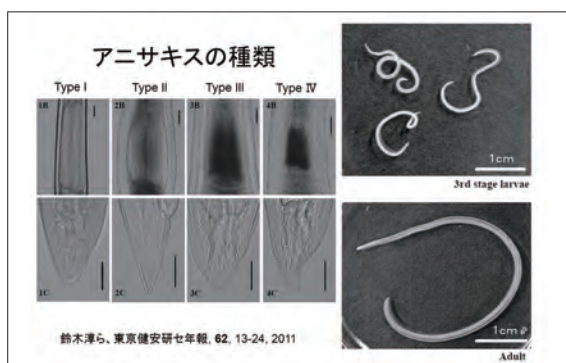 アニサキスの種類
Type I Type II Type III Type Ⅳ
1B 2B 3B 4B
1C 2C 3C 4C
鈴木淳ら、東京健安研セ年報, 62, 13-24, 2011
1cm
3rd stage larvae
1cm
Adult